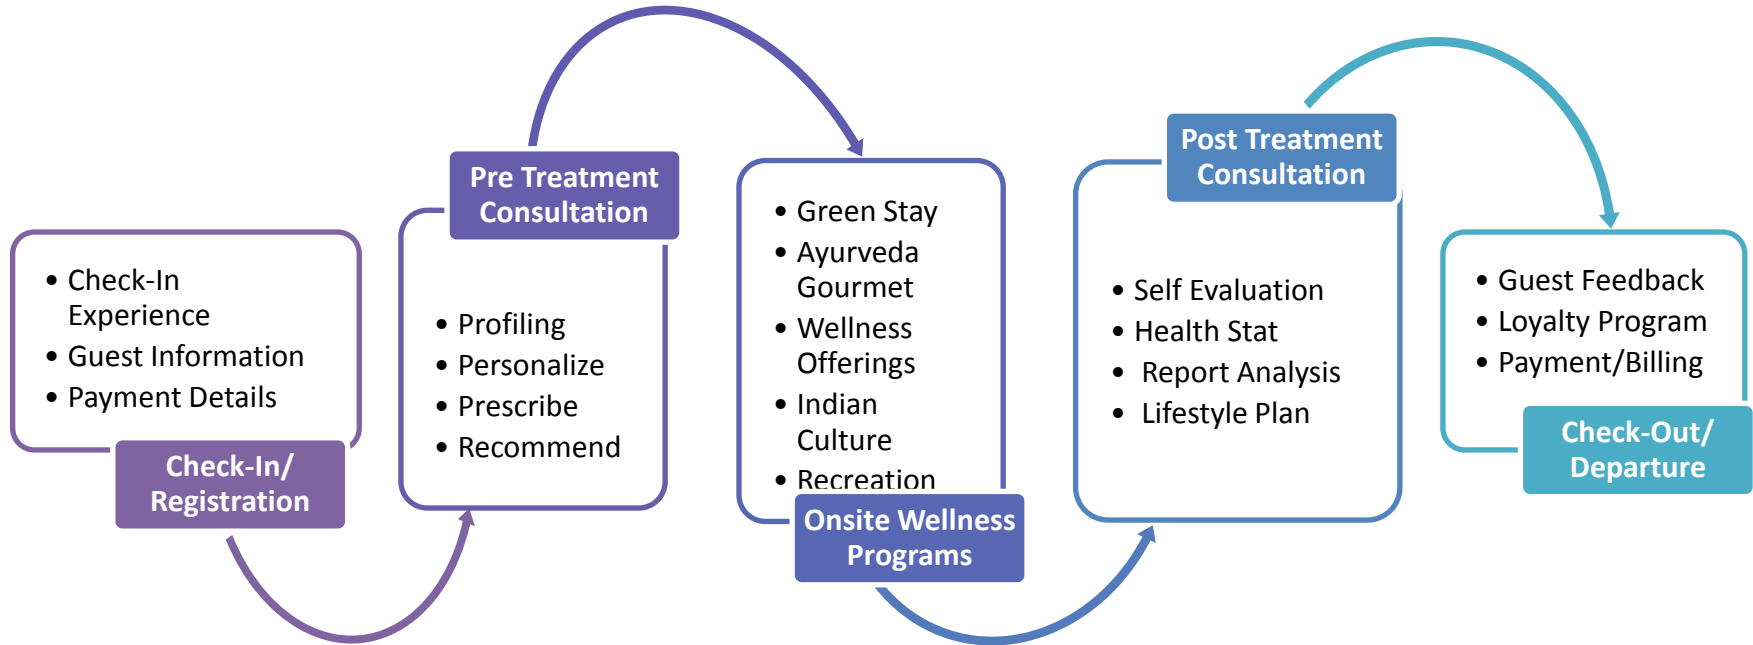 • Check-In
Experience
• Guest Information
• Payment Details
Check-In/
Registration
Pre Treatment
Consultation
• Profiling
• Personalize
• Prescribe
• Recommend
• Green Stay
• Ayurveda
Gourmet
• Wellness
Offerings
• Indian
Culture
• Recreation
Onsite Wellness
Programs
Post Treatment
Consultation
• Self Evaluation
• Health Stat
• Report Analysis
• Lifestyle Plan
• Guest Feedback
• Loyalty Program
• Payment/Billing
Check-Out/
Departure